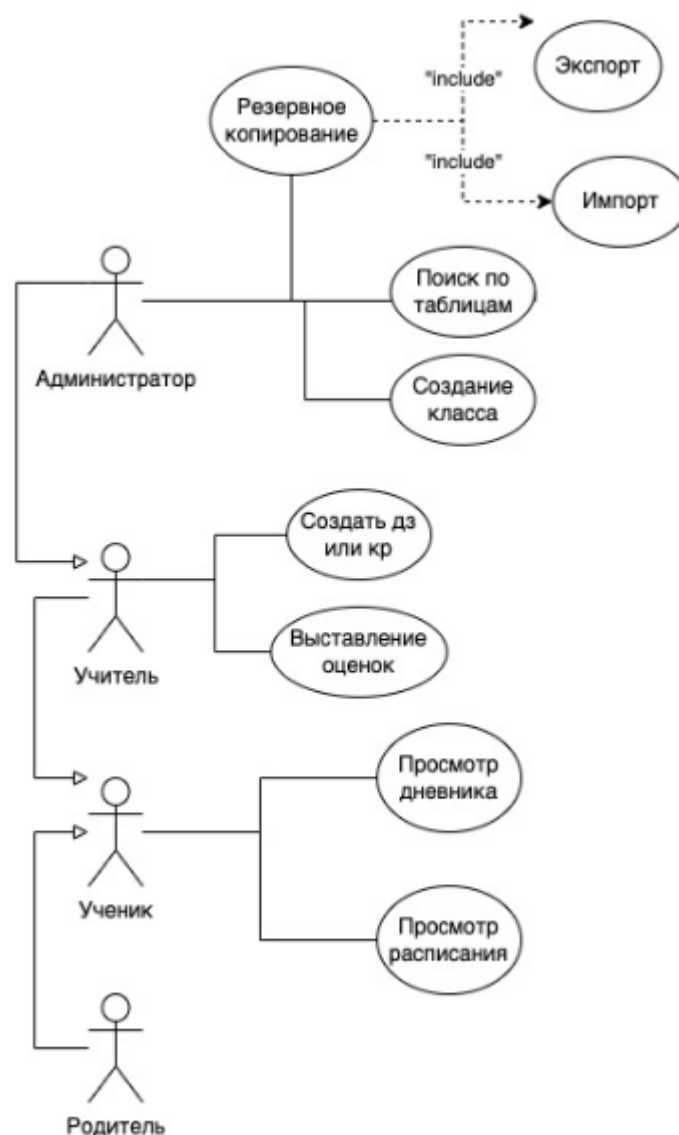 Экспорт
"include"
Резервное
копирование
"include"
Импорт
Поиск по
таблицам
Администратор
Создание
класса
Создать дз
или кр
Учитель
Выставление
оценок
Просмотр
дневника
Ученик
Просмотр
расписания
Родитель